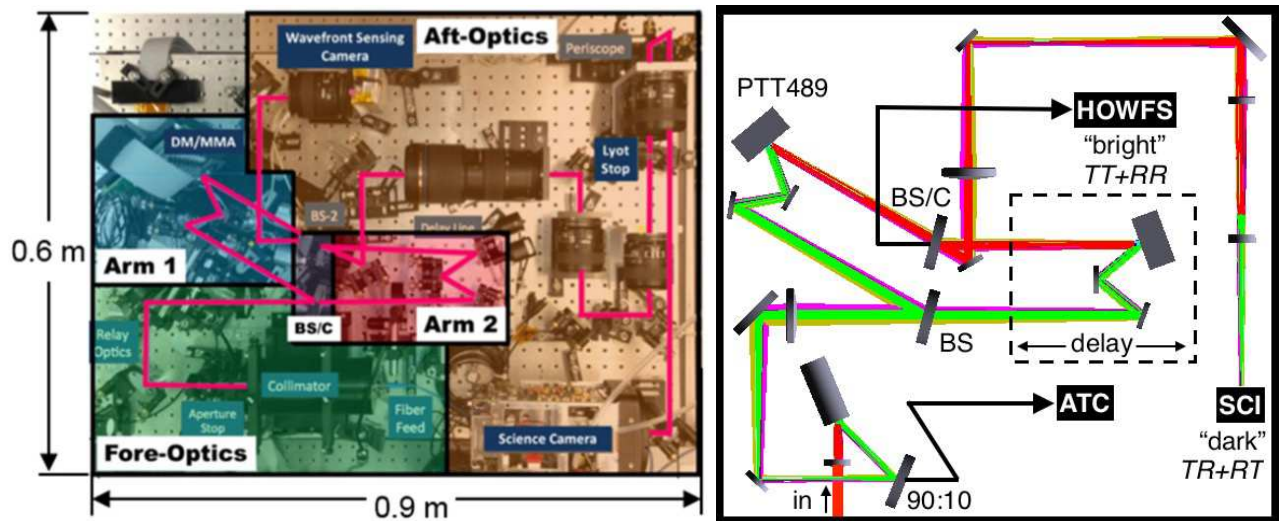 Wavefront Sensing
Camera
Aft-Optics
Periscope
DM/MMA
Lyot
Stop
BS-2
Delay Line
0.6 m
Arm 1
BS/C
Arm 2
Relay
Optics
Collimator
Aperture
Stop
Fiber
Feed
Science Camera
Fore-Optics
0.9 m
PTT489
HOWFS
“bright”
TT+RR
BS/C
BS
delay
ATC
SCI
“dark”
TR+RT
in
90:10